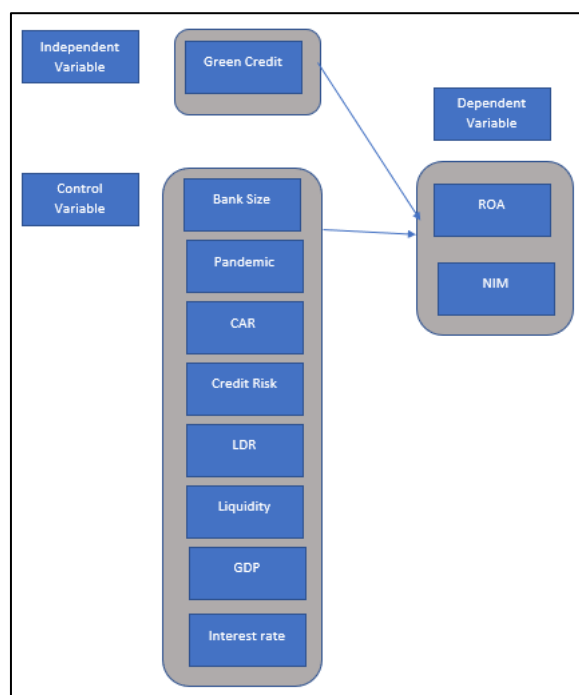 Independent
Variable
Green Credit
Dependent
Variable
Control
Variable
Bank Size
Pandemic
CAR
Credit Risk
LDR
Liquidity
GDP
Interest rate
ROA
NIM